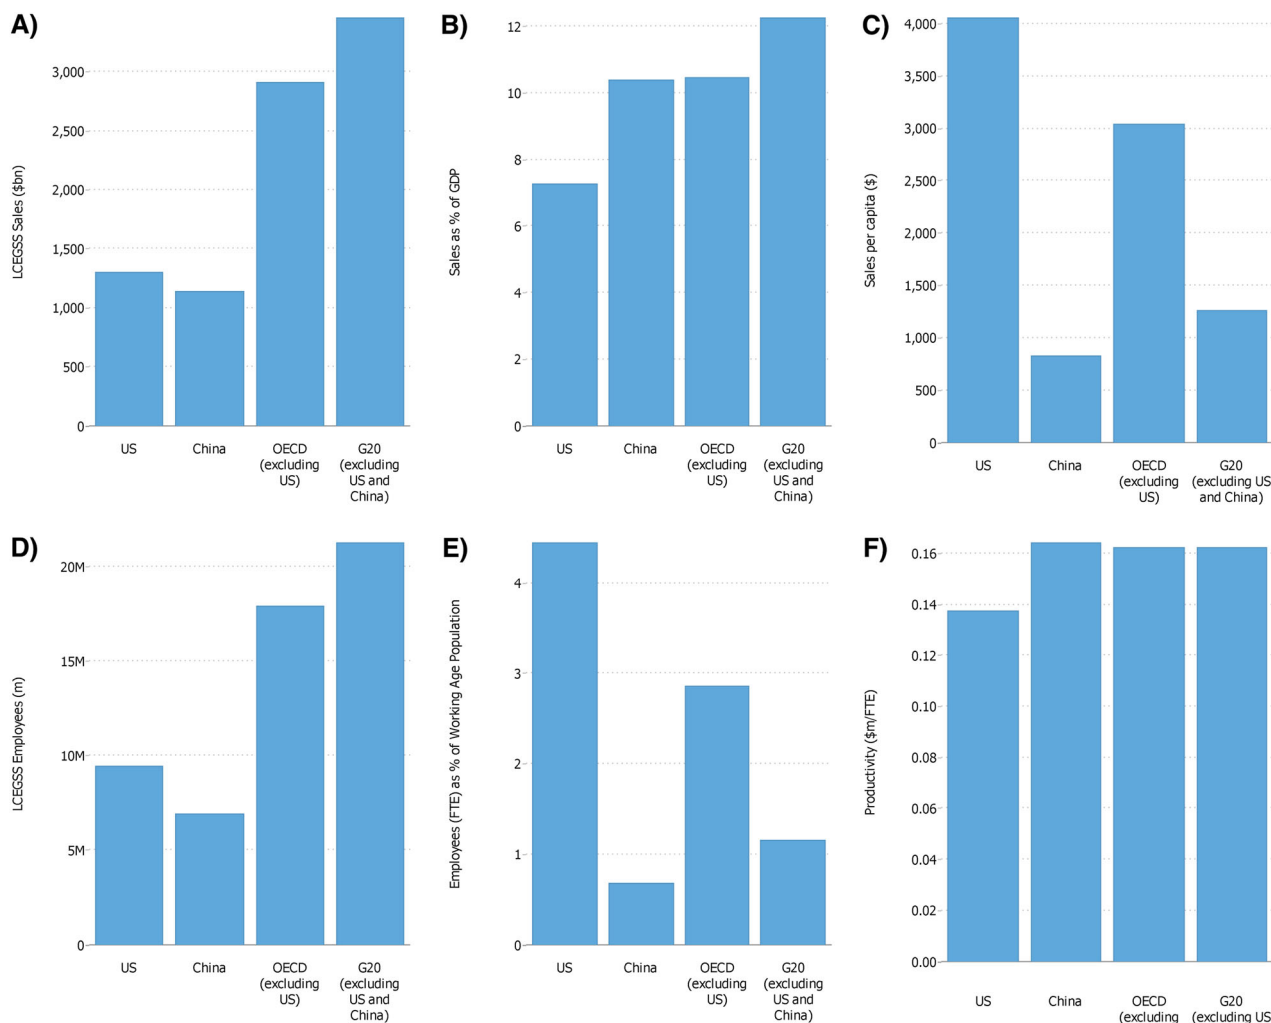 A)
LCEGSS Sales ($bn)
3,000
2,500
2,000
1,500
1,000
500
0
US
China
OECD
(excluding
US)
G20
(excluding
US and
China)
B)
Sales as % of GDP
12
10
8
6
4
2
0
US
China
OECD
(excluding
US)
G20
(excluding
US and
China)
C)
Sales per capita ($)
4,000
3,500
3,000
2,500
2,000
1,500
1,000
500
0
US
China
OECD
(excluding
US)
G20
(excluding US
and China)
D)
LCEGSS Employees (m)
20M
15M
10M
5M
0
US
China
OECD
(excluding
US)
G20
(excluding
US and
China)
E)
Employees (FTE) as % of Working Age Population
4
3
2
1
0
US
China
OECD
(excluding
US)
G20
(excluding
US and
China)
F)
Productivity ($m/FTE)
0.16
0.14
0.12
0.10
0.08
0.06
0.04
0.02
0.00
US
China
OECD
(excluding
G20
(excluding US